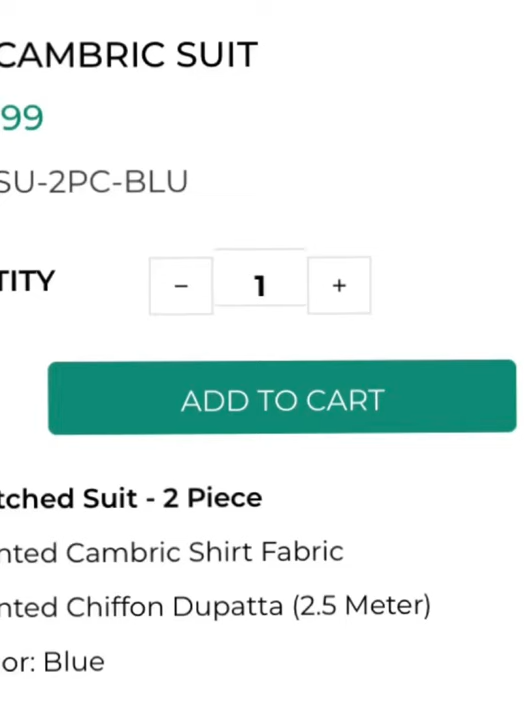 CAMBRIC SUIT
99
SU-2PC-BLU
TITY
− 1 +
ADD TO CART
tched Suit - 2 Piece
nted Cambric Shirt Fabric
nted Chiffon Dupatta (2.5 Meter)
or: Blue